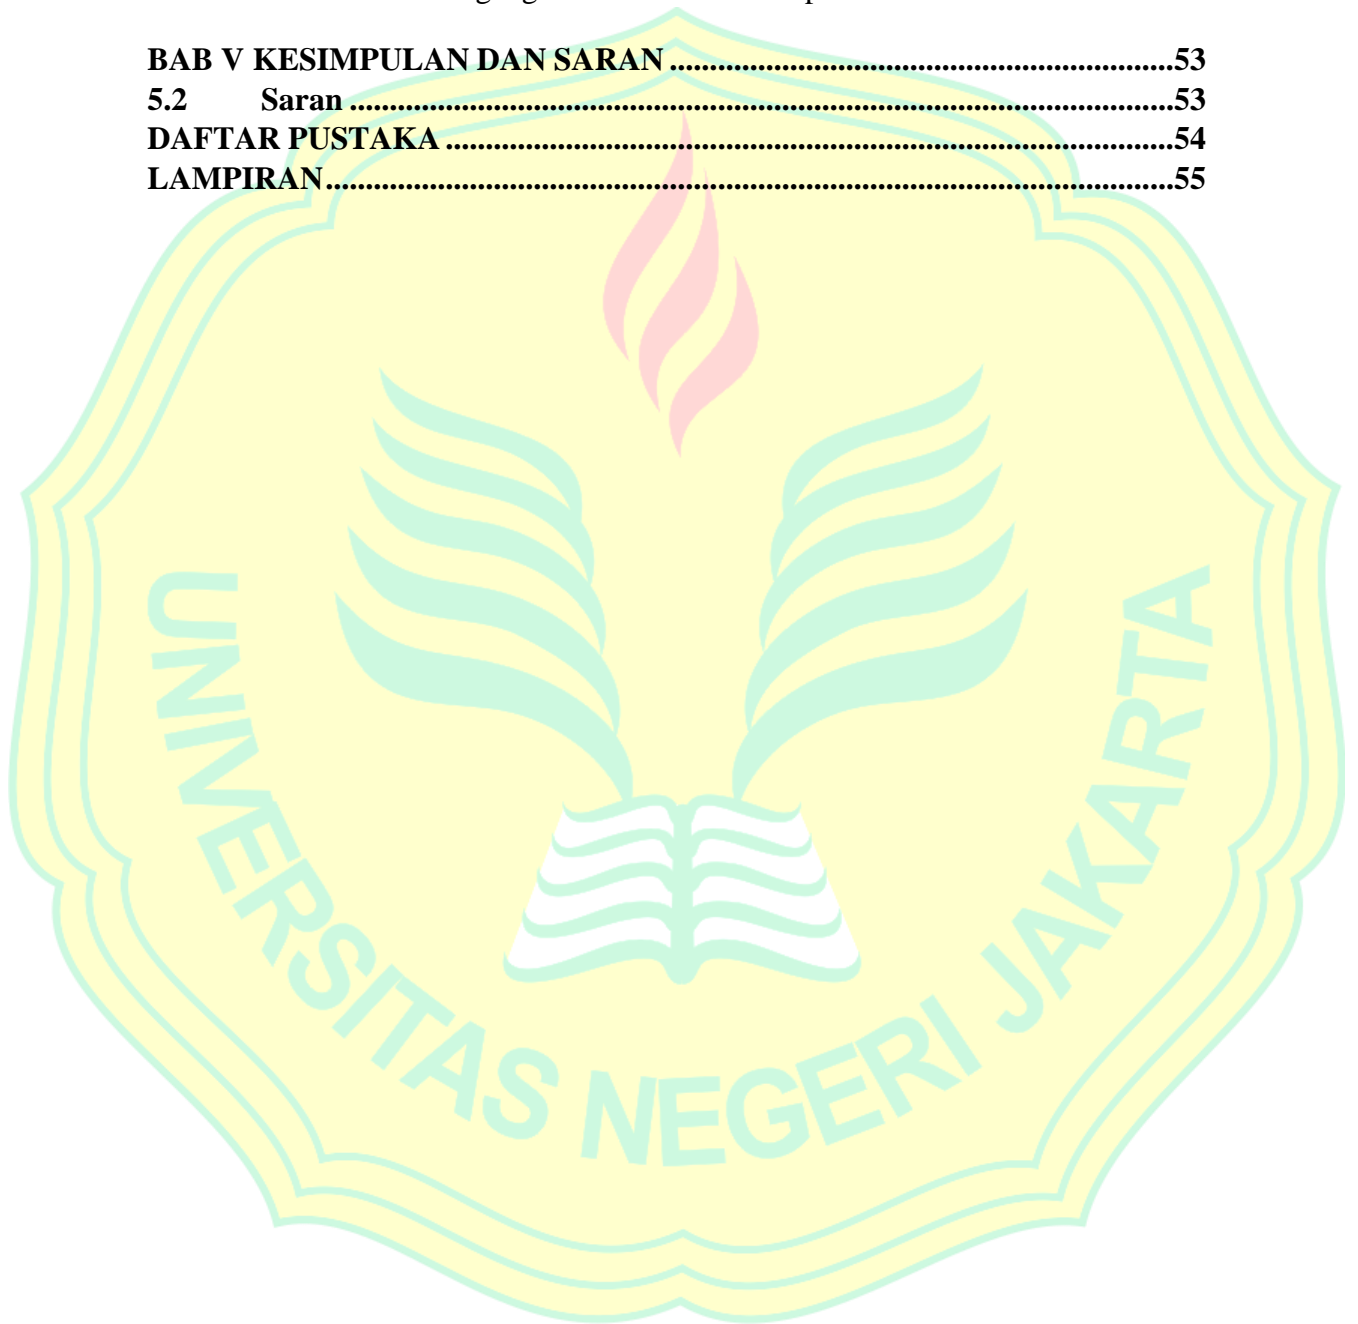 BAB V KESIMPULAN DAN SARAN ............................................................... 53
5.2 Saran ....................................................................................................... 53
DAFTAR PUSTAKA ........................................................................................... 54
LAMPIRAN .......................................................................................................... 55
UNIVERSITAS NEGERI JAKARTA